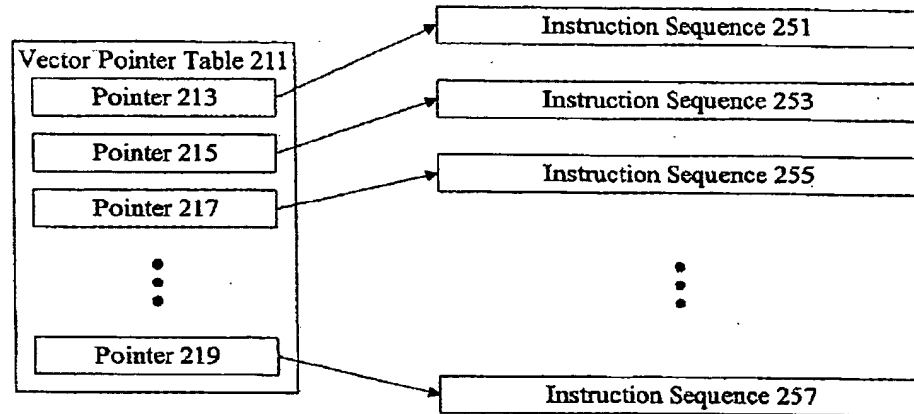 Vector Pointer Table 211
Pointer 213
Pointer 215
Pointer 217
Pointer 219
Instruction Sequence 251
Instruction Sequence 253
Instruction Sequence 255
Instruction Sequence 257